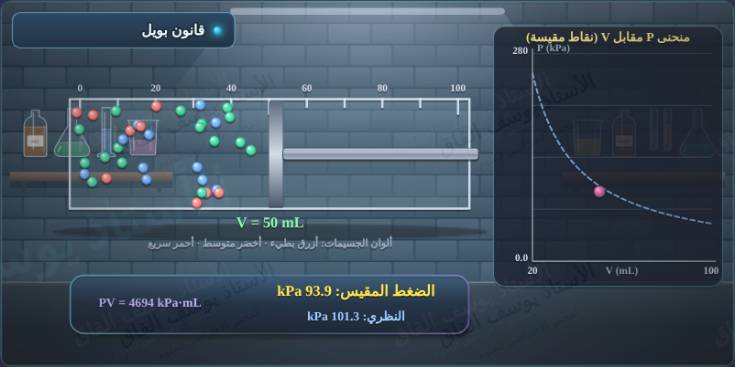 قانون بويل
منحنى P مقابل V (نقاط مقيسة)
280
P (kPa)
0.0
20
V (mL)
100
0
20
40
60
80
100
V = 50 mL
ألوان الجسيمات: أزرق بطيء · أخضر متوسط · أحمر سريع
الضغط المقيس: 93.9 kPa
النظري: 101.3 kPa
PV = 4694 kPa·mL